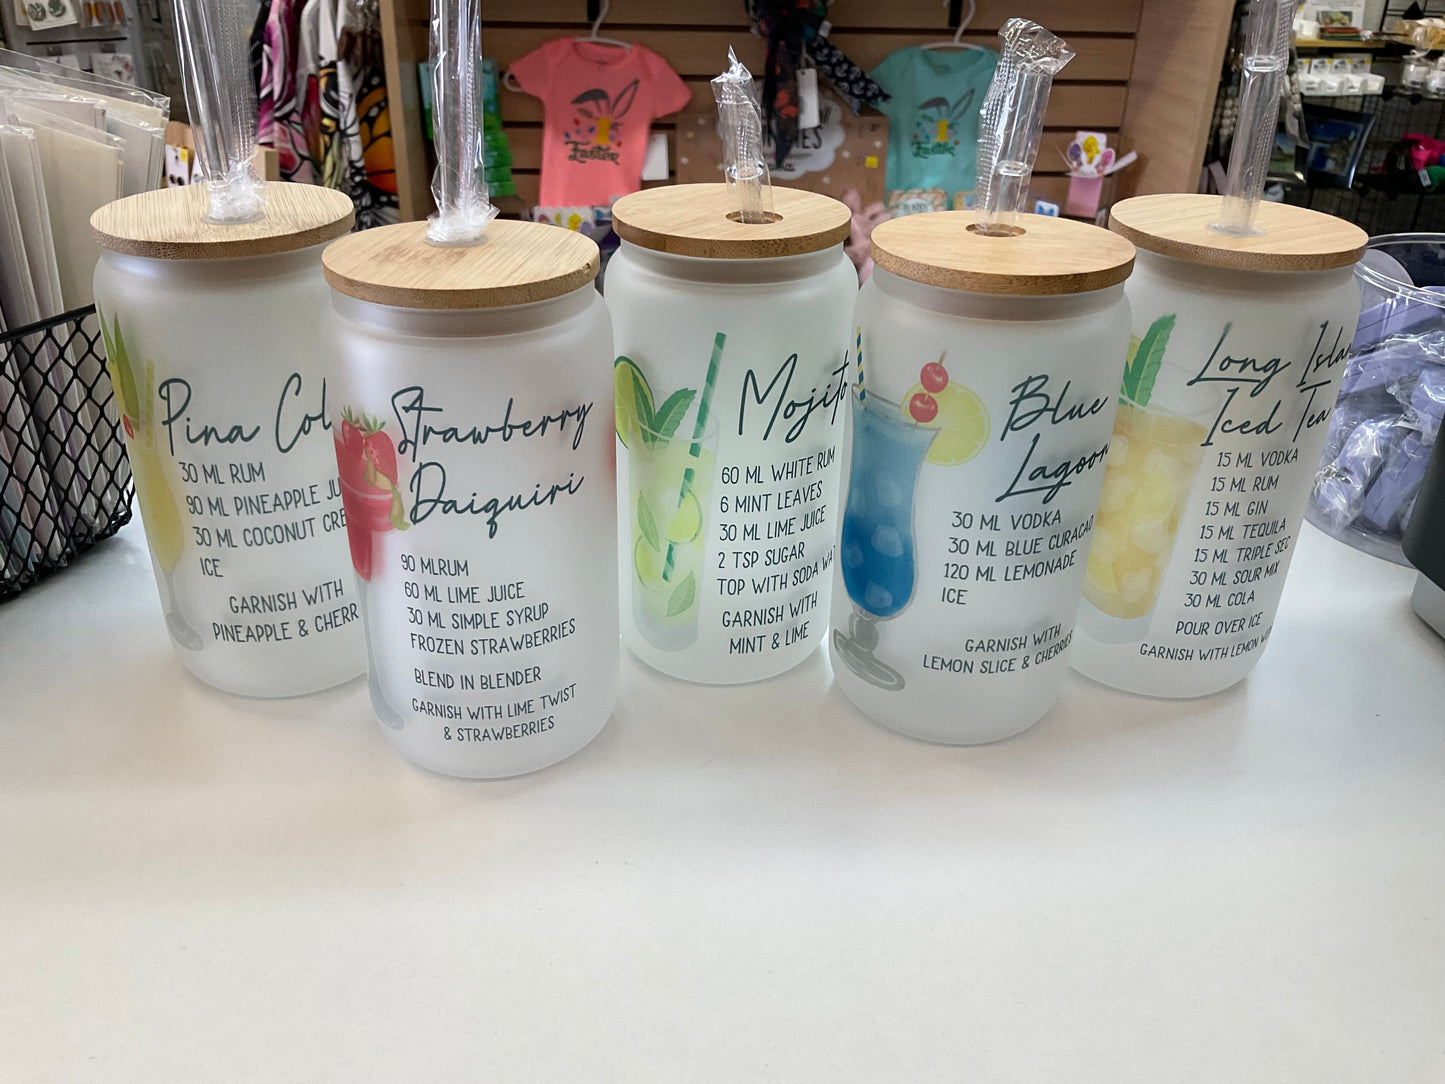 Pina Col
30 ML RUM
90 ML PINEAPPLE JU
30 ML COCONUT CRE
ICE
GARNISH WITH
PINEAPPLE & CHERR
Strawberry
Daiquiri
90 MLRUM
60 ML LIME JUICE
30 ML SIMPLE SYRUP
FROZEN STRAWBERRIES
BLEND IN BLENDER
GARNISH WITH LIME TWIST
& STRAWBERRIES
Mojito
60 ML WHITE RUM
6 MINT LEAVES
30 ML LIME JUICE
2 TSP SUGAR
TOP WITH SODA WA
GARNISH WITH
MINT & LIME
Blue
Lagoon
30 ML VODKA
30 ML BLUE CURACAO
120 ML LEMONADE
ICE
GARNISH WITH
LEMON SLICE & CHERRIES
Long Islan
Iced Tea
15 ML VODKA
15 ML RUM
15 ML GIN
15 ML TEQUILA
15 ML TRIPLE SEC
30 ML SOUR MIX
30 ML COLA
POUR OVER ICE
GARNISH WITH LEMON WE
1
Easter
1
Easter